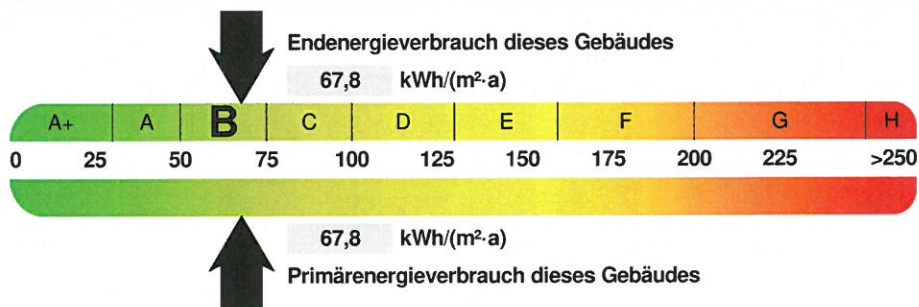 Endenergieverbrauch dieses Gebäudes
67,8 kWh/(m²·a)
A+ A B C D E F G H
0 25 50 75 100 125 150 175 200 225 >250
67,8 kWh/(m²·a)
Primärenergieverbrauch dieses Gebäudes